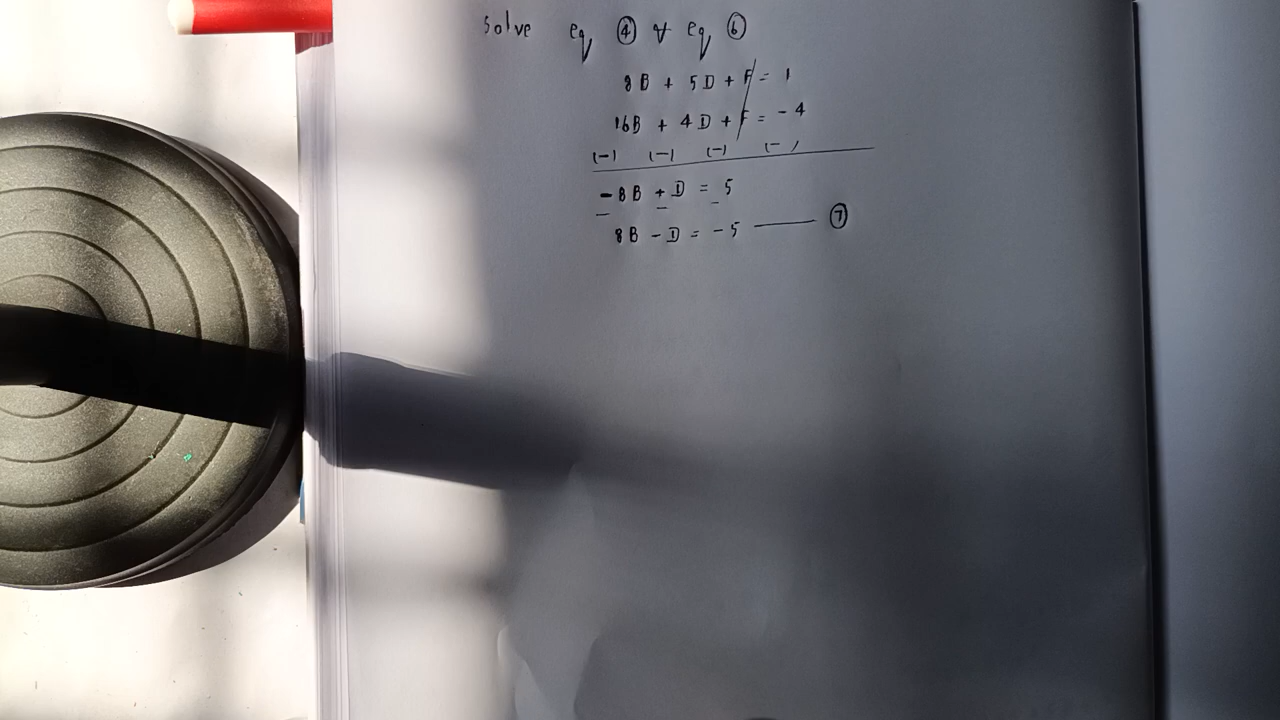 Solve eq ④ & eq ⑥
8B + 5D + F = 1
16B + 4D + F = -4
(-) (-) (-) (-)
-8B + D = 5
- - -
8B - D = -5 —— ⑦